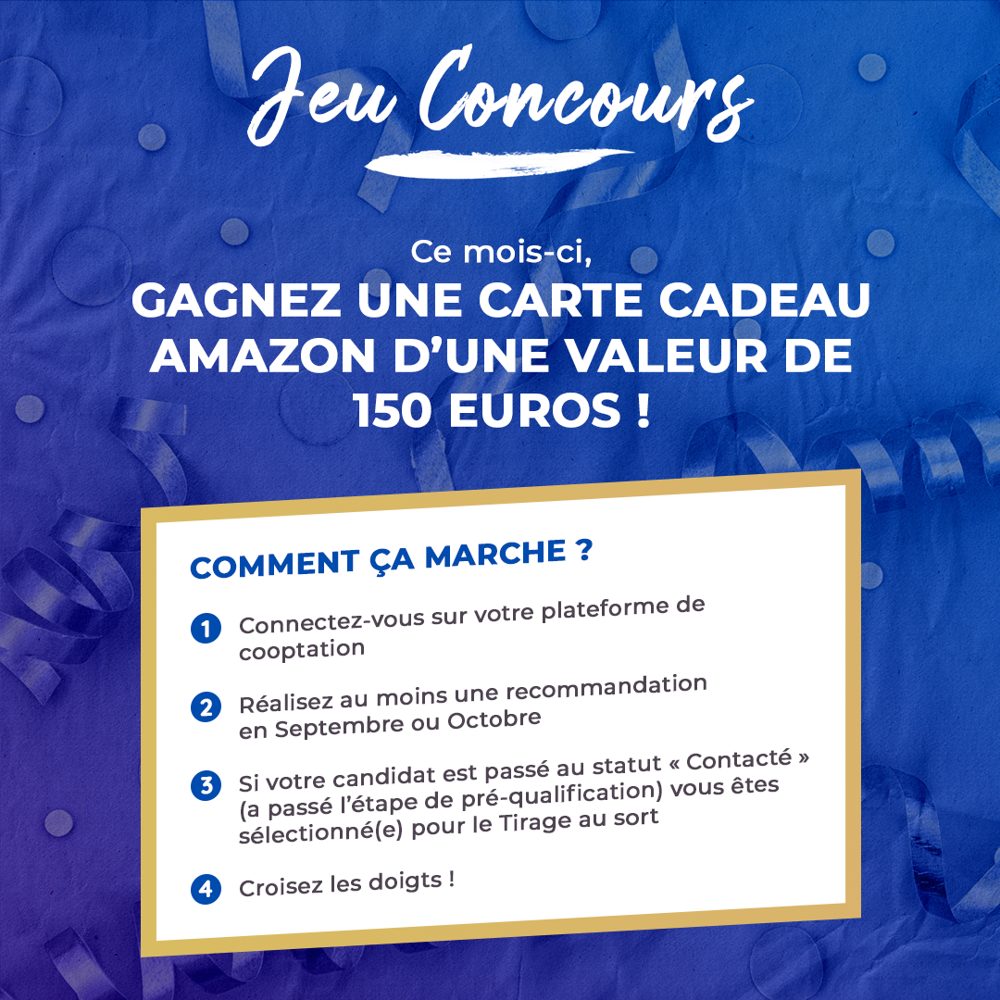 Jeu Concours
Ce mois-ci,
GAGNEZ UNE CARTE CADEAU
AMAZON D’UNE VALEUR DE
150 EUROS !
COMMENT ÇA MARCHE ?
1 Connectez-vous sur votre plateforme de
cooptation
2 Réalisez au moins une recommandation
en Septembre ou Octobre
3 Si votre candidat est passé au statut « Contacté »
(a passé l’étape de pré-qualification) vous êtes
sélectionné(e) pour le Tirage au sort
4 Croisez les doigts !